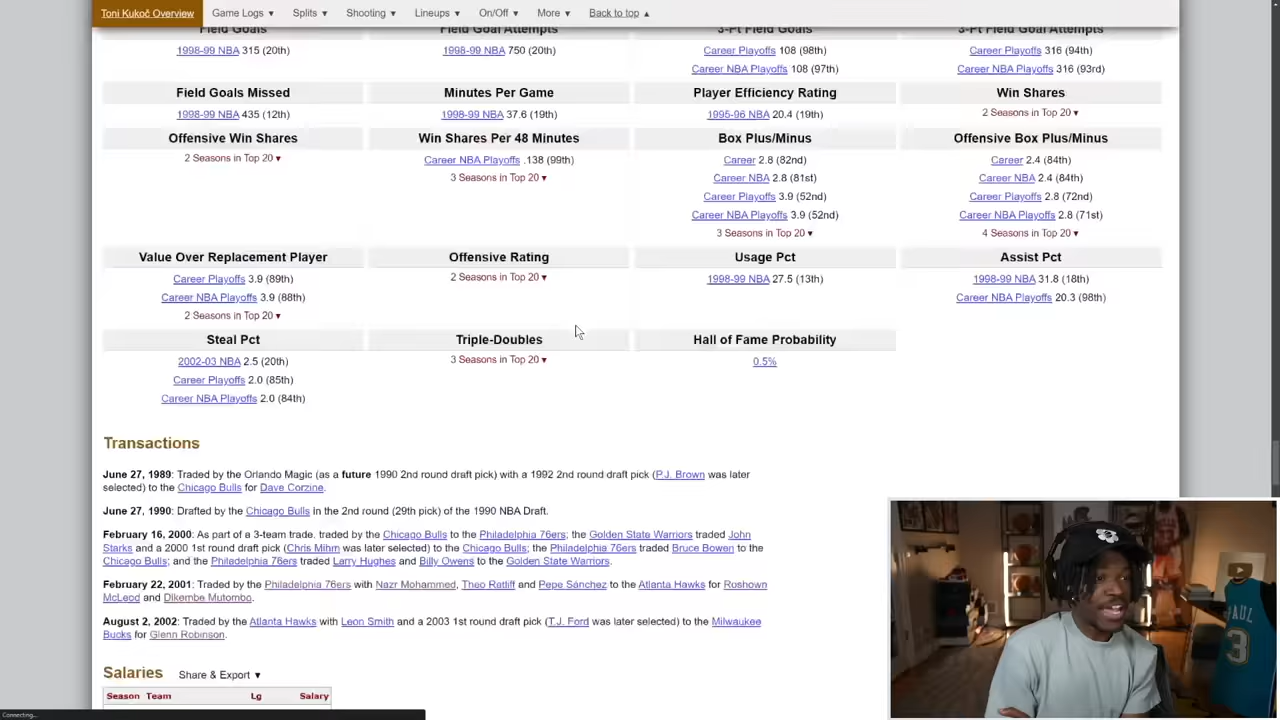 Toni Kukoč Overview Game Logs ▼ Splits ▼ Shooting ▼ Lineups ▼ On/Off ▼ More ▼ Back to top ▲
Field Goals Field Goal Attempts 3-Pt Field Goals 3-Pt Field Goal Attempts
1998-99 NBA 315 (20th) 1998-99 NBA 750 (20th) Career Playoffs 108 (98th) Career Playoffs 316 (94th)
Career NBA Playoffs 108 (97th) Career NBA Playoffs 316 (93rd)
Field Goals Missed Minutes Per Game Player Efficiency Rating Win Shares
1998-99 NBA 435 (12th) 1998-99 NBA 37.6 (19th) 1995-96 NBA 20.4 (19th) 2 Seasons in Top 20 ▼
Offensive Win Shares Win Shares Per 48 Minutes Box Plus/Minus Offensive Box Plus/Minus
2 Seasons in Top 20 ▼ Career NBA Playoffs .138 (99th) Career 2.8 (82nd) Career 2.4 (84th)
3 Seasons in Top 20 ▼ Career NBA 2.8 (81st) Career NBA 2.4 (84th)
Career Playoffs 3.9 (52nd) Career Playoffs 2.8 (72nd)
Career NBA Playoffs 3.9 (52nd) Career NBA Playoffs 2.8 (71st)
3 Seasons in Top 20 ▼ 4 Seasons in Top 20 ▼
Value Over Replacement Player Offensive Rating Usage Pct Assist Pct
Career Playoffs 3.9 (89th) 2 Seasons in Top 20 ▼ 1998-99 NBA 27.5 (13th) 1998-99 NBA 31.8 (18th)
Career NBA Playoffs 3.9 (88th) Career NBA Playoffs 20.3 (98th)
2 Seasons in Top 20 ▼
Steal Pct Triple-Doubles Hall of Fame Probability
2002-03 NBA 2.5 (20th) 3 Seasons in Top 20 ▼ 0.5%
Career Playoffs 2.0 (85th)
Career NBA Playoffs 2.0 (84th)
Transactions
June 27, 1989: Traded by the Orlando Magic (as a future 1990 2nd round draft pick) with a 1992 2nd round draft pick (P.J. Brown was later
selected) to the Chicago Bulls for Dave Corzine.
June 27, 1990: Drafted by the Chicago Bulls in the 2nd round (29th pick) of the 1990 NBA Draft.
February 16, 2000: As part of a 3-team trade, traded by the Chicago Bulls to the Philadelphia 76ers; the Golden State Warriors traded John
Starks and a 2000 1st round draft pick (Chris Mihm was later selected) to the Chicago Bulls; the Philadelphia 76ers traded Bruce Bowen to the
Chicago Bulls; and the Philadelphia 76ers traded Larry Hughes and Billy Owens to the Golden State Warriors.
February 22, 2001: Traded by the Philadelphia 76ers with Nazr Mohammed, Theo Ratliff and Pepe Sánchez to the Atlanta Hawks for Roshown
McLeod and Dikembe Mutombo.
August 2, 2002: Traded by the Atlanta Hawks with Leon Smith and a 2003 1st round draft pick (T.J. Ford was later selected) to the Milwaukee
Bucks for Glenn Robinson.
Salaries Share & Export ▼
Season Team Lg Salary
Connecting...
PAUL
3